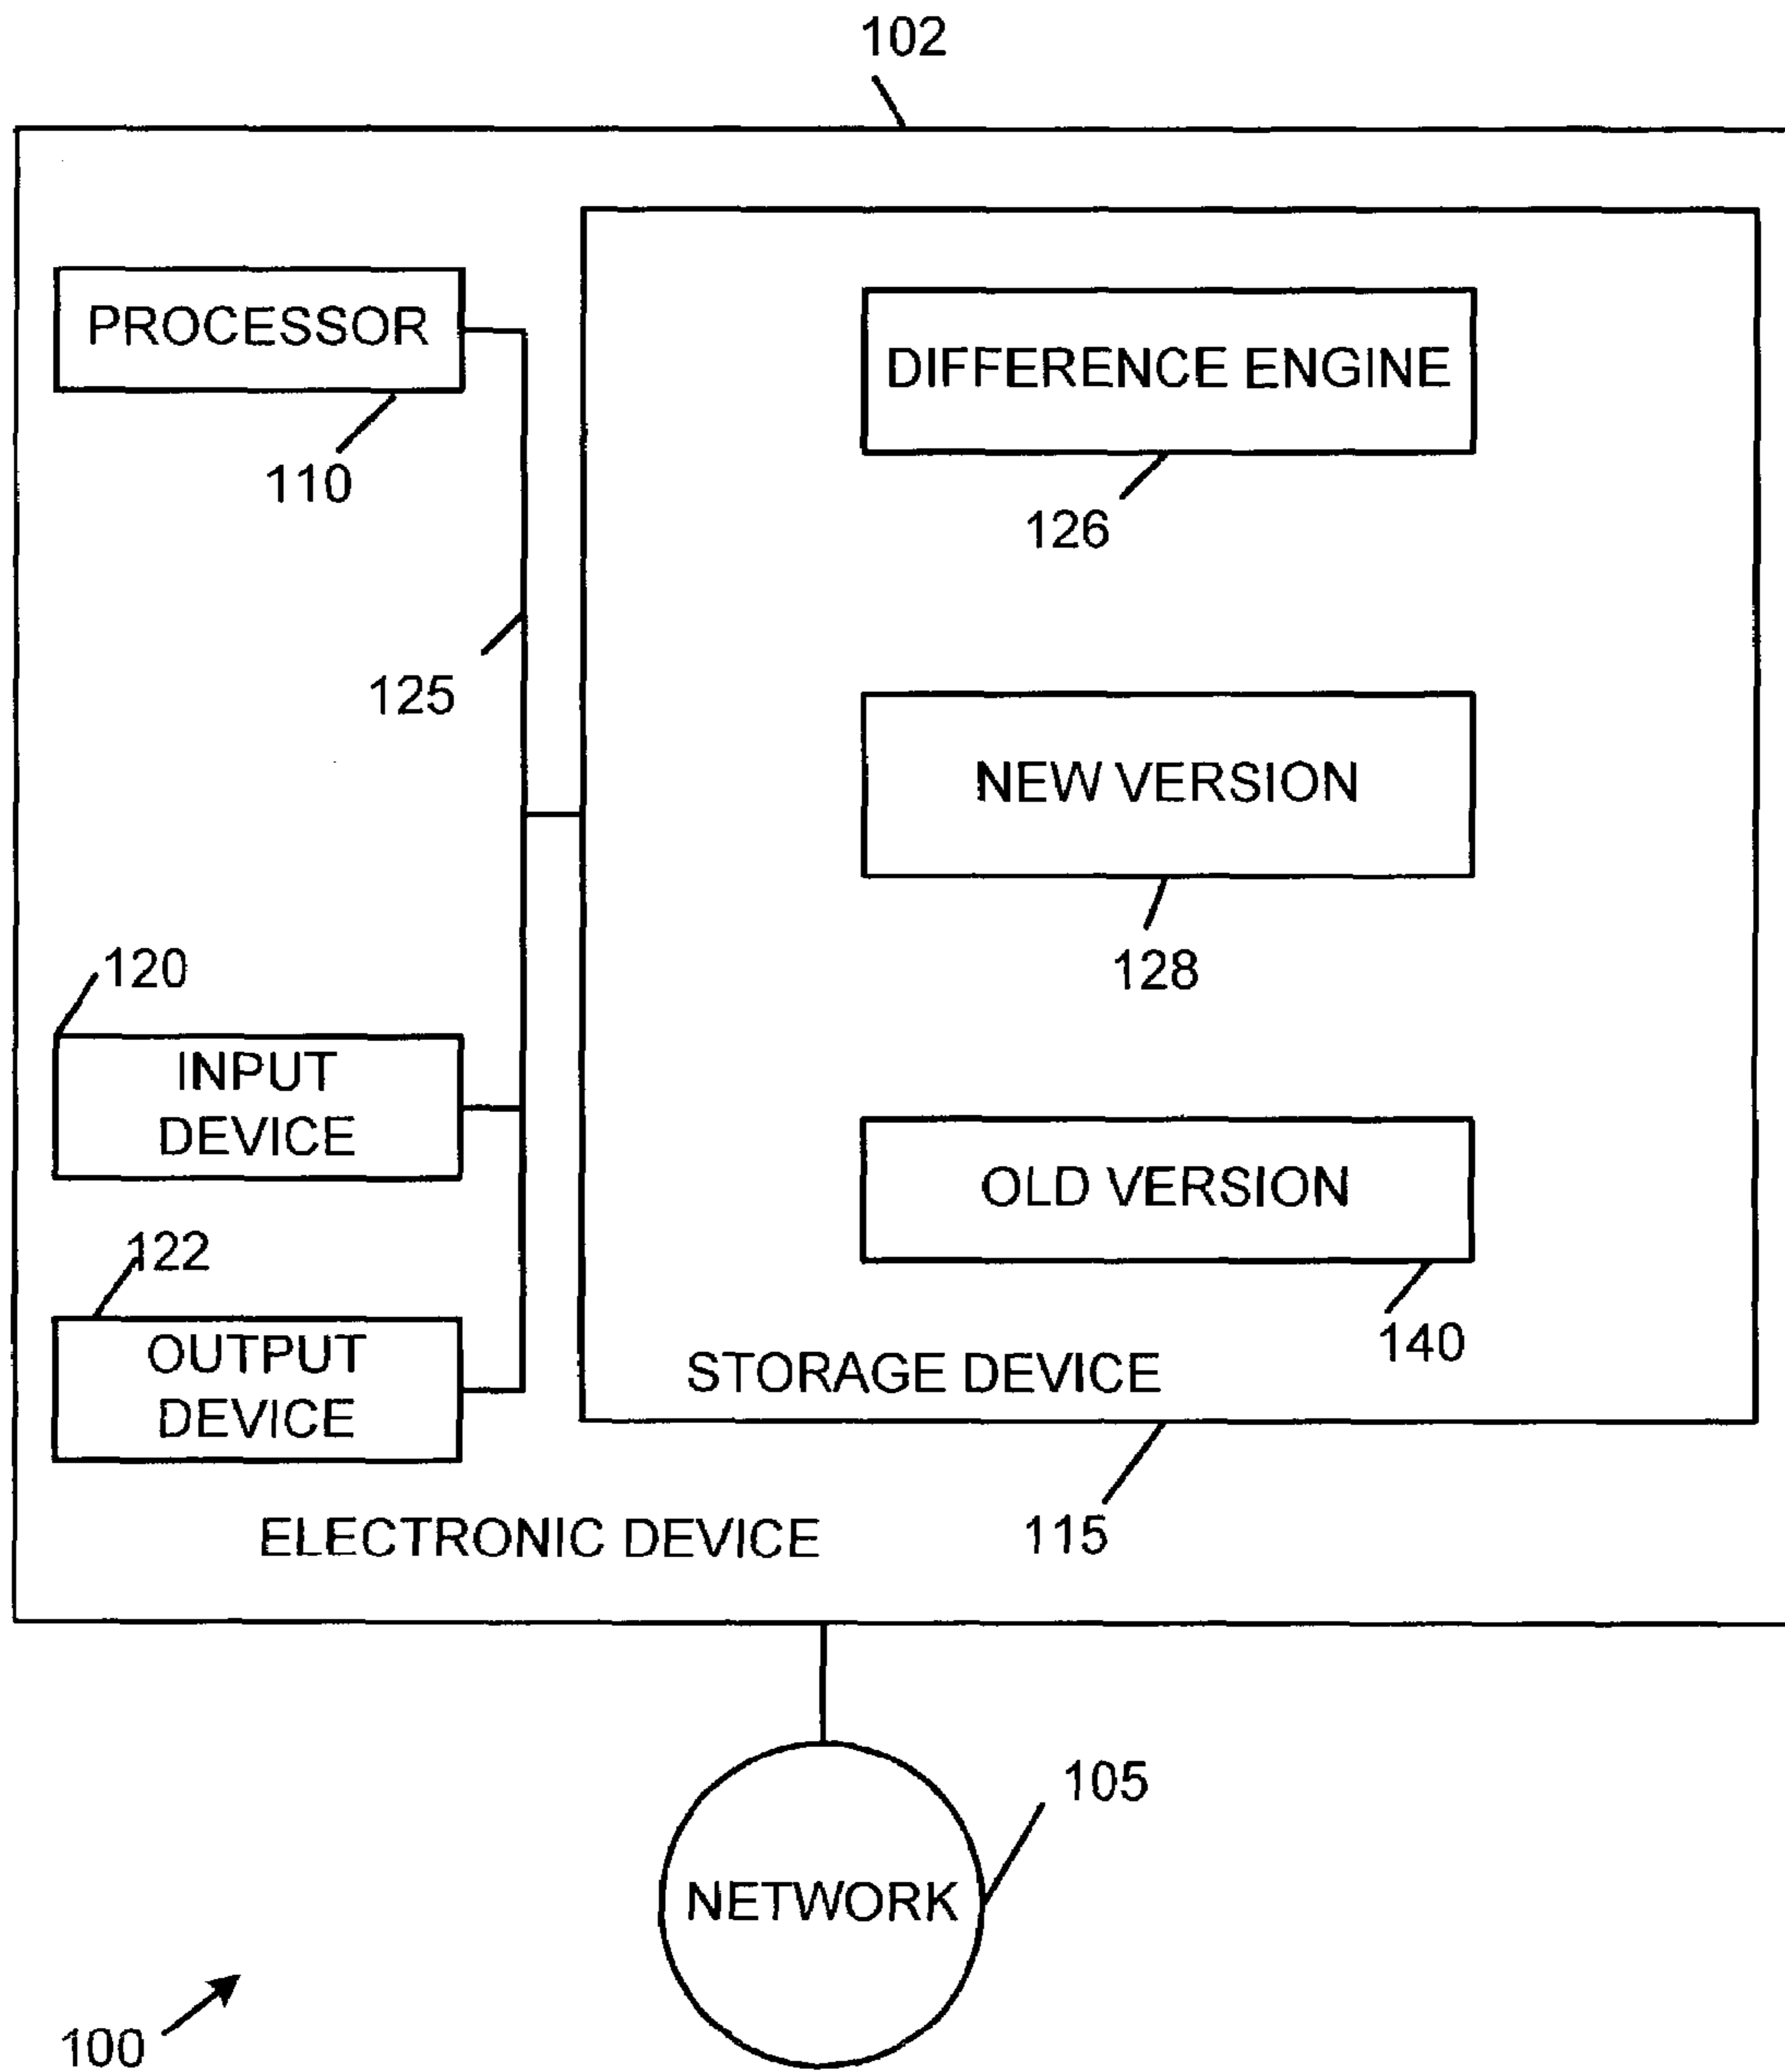 102
PROCESSOR
110
DIFFERENCE ENGINE
126
125
NEW VERSION
128
120
INPUT
DEVICE
OLD VERSION
140
122
OUTPUT
DEVICE
STORAGE DEVICE
115
ELECTRONIC DEVICE
105
NETWORK
100